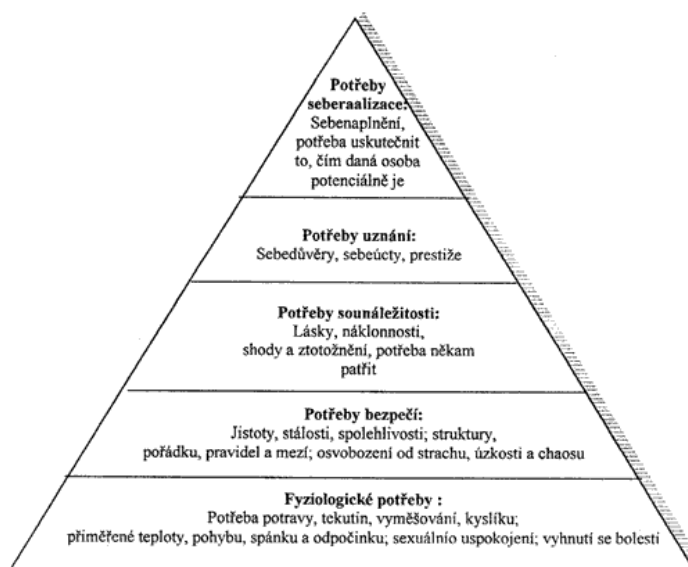 Potřeby
seberaalizace:
Sebenaplnění,
potřeba uskutečnit
to, čím daná osoba
potenciálně je
Potřeby uznání:
Sebedůvěry, sebeúcty, prestiže
Potřeby sounáležitosti:
Lásky, náklonnosti,
shody a ztotožnění, potřeba někam
patřit
Potřeby bezpečí:
Jistoty, stálosti, spolehlivosti; struktury,
pořádku, pravidel a mezí; osvobození od strachu, úzkosti a chaosu
Fyziologické potřeby :
Potřeba potravy, tekutin, vyměšování, kyslíku;
přiměřené teploty, pohybu, spánku a odpočinku; sexuálnío uspokojení; vyhnutí se bolesti